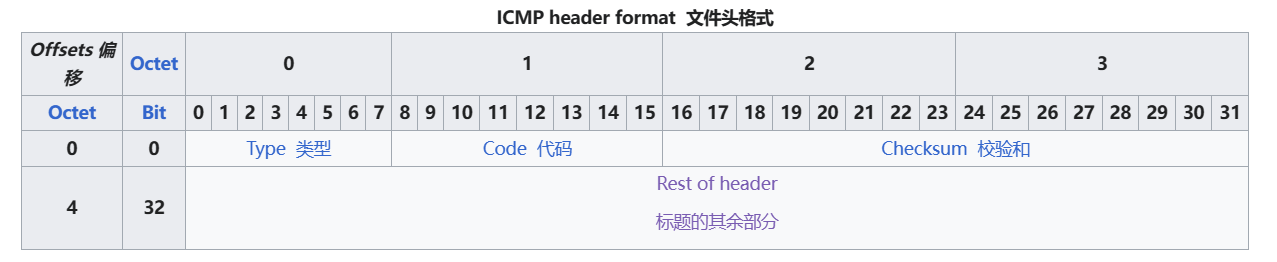 ICMP header format 文件头格式
Offsets 偏 Octet 0 1 2 3
移
Octet Bit 0 1 2 3 4 5 6 7 8 9 10 11 12 13 14 15 16 17 18 19 20 21 22 23 24 25 26 27 28 29 30 31
0 0 Type 类型 Code 代码 Checksum 校验和
4 32 Rest of header
标题的其余部分